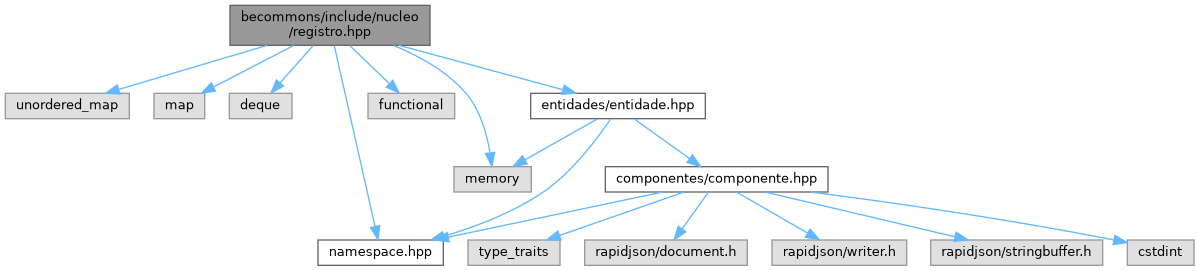 becommons/include/nucleo
/registro.hpp
unordered_map
map
deque
functional
entidades/entidade.hpp
memory
componentes/componente.hpp
namespace.hpp
type_traits
rapidjson/document.h
rapidjson/writer.h
rapidjson/stringbuffer.h
cstdint